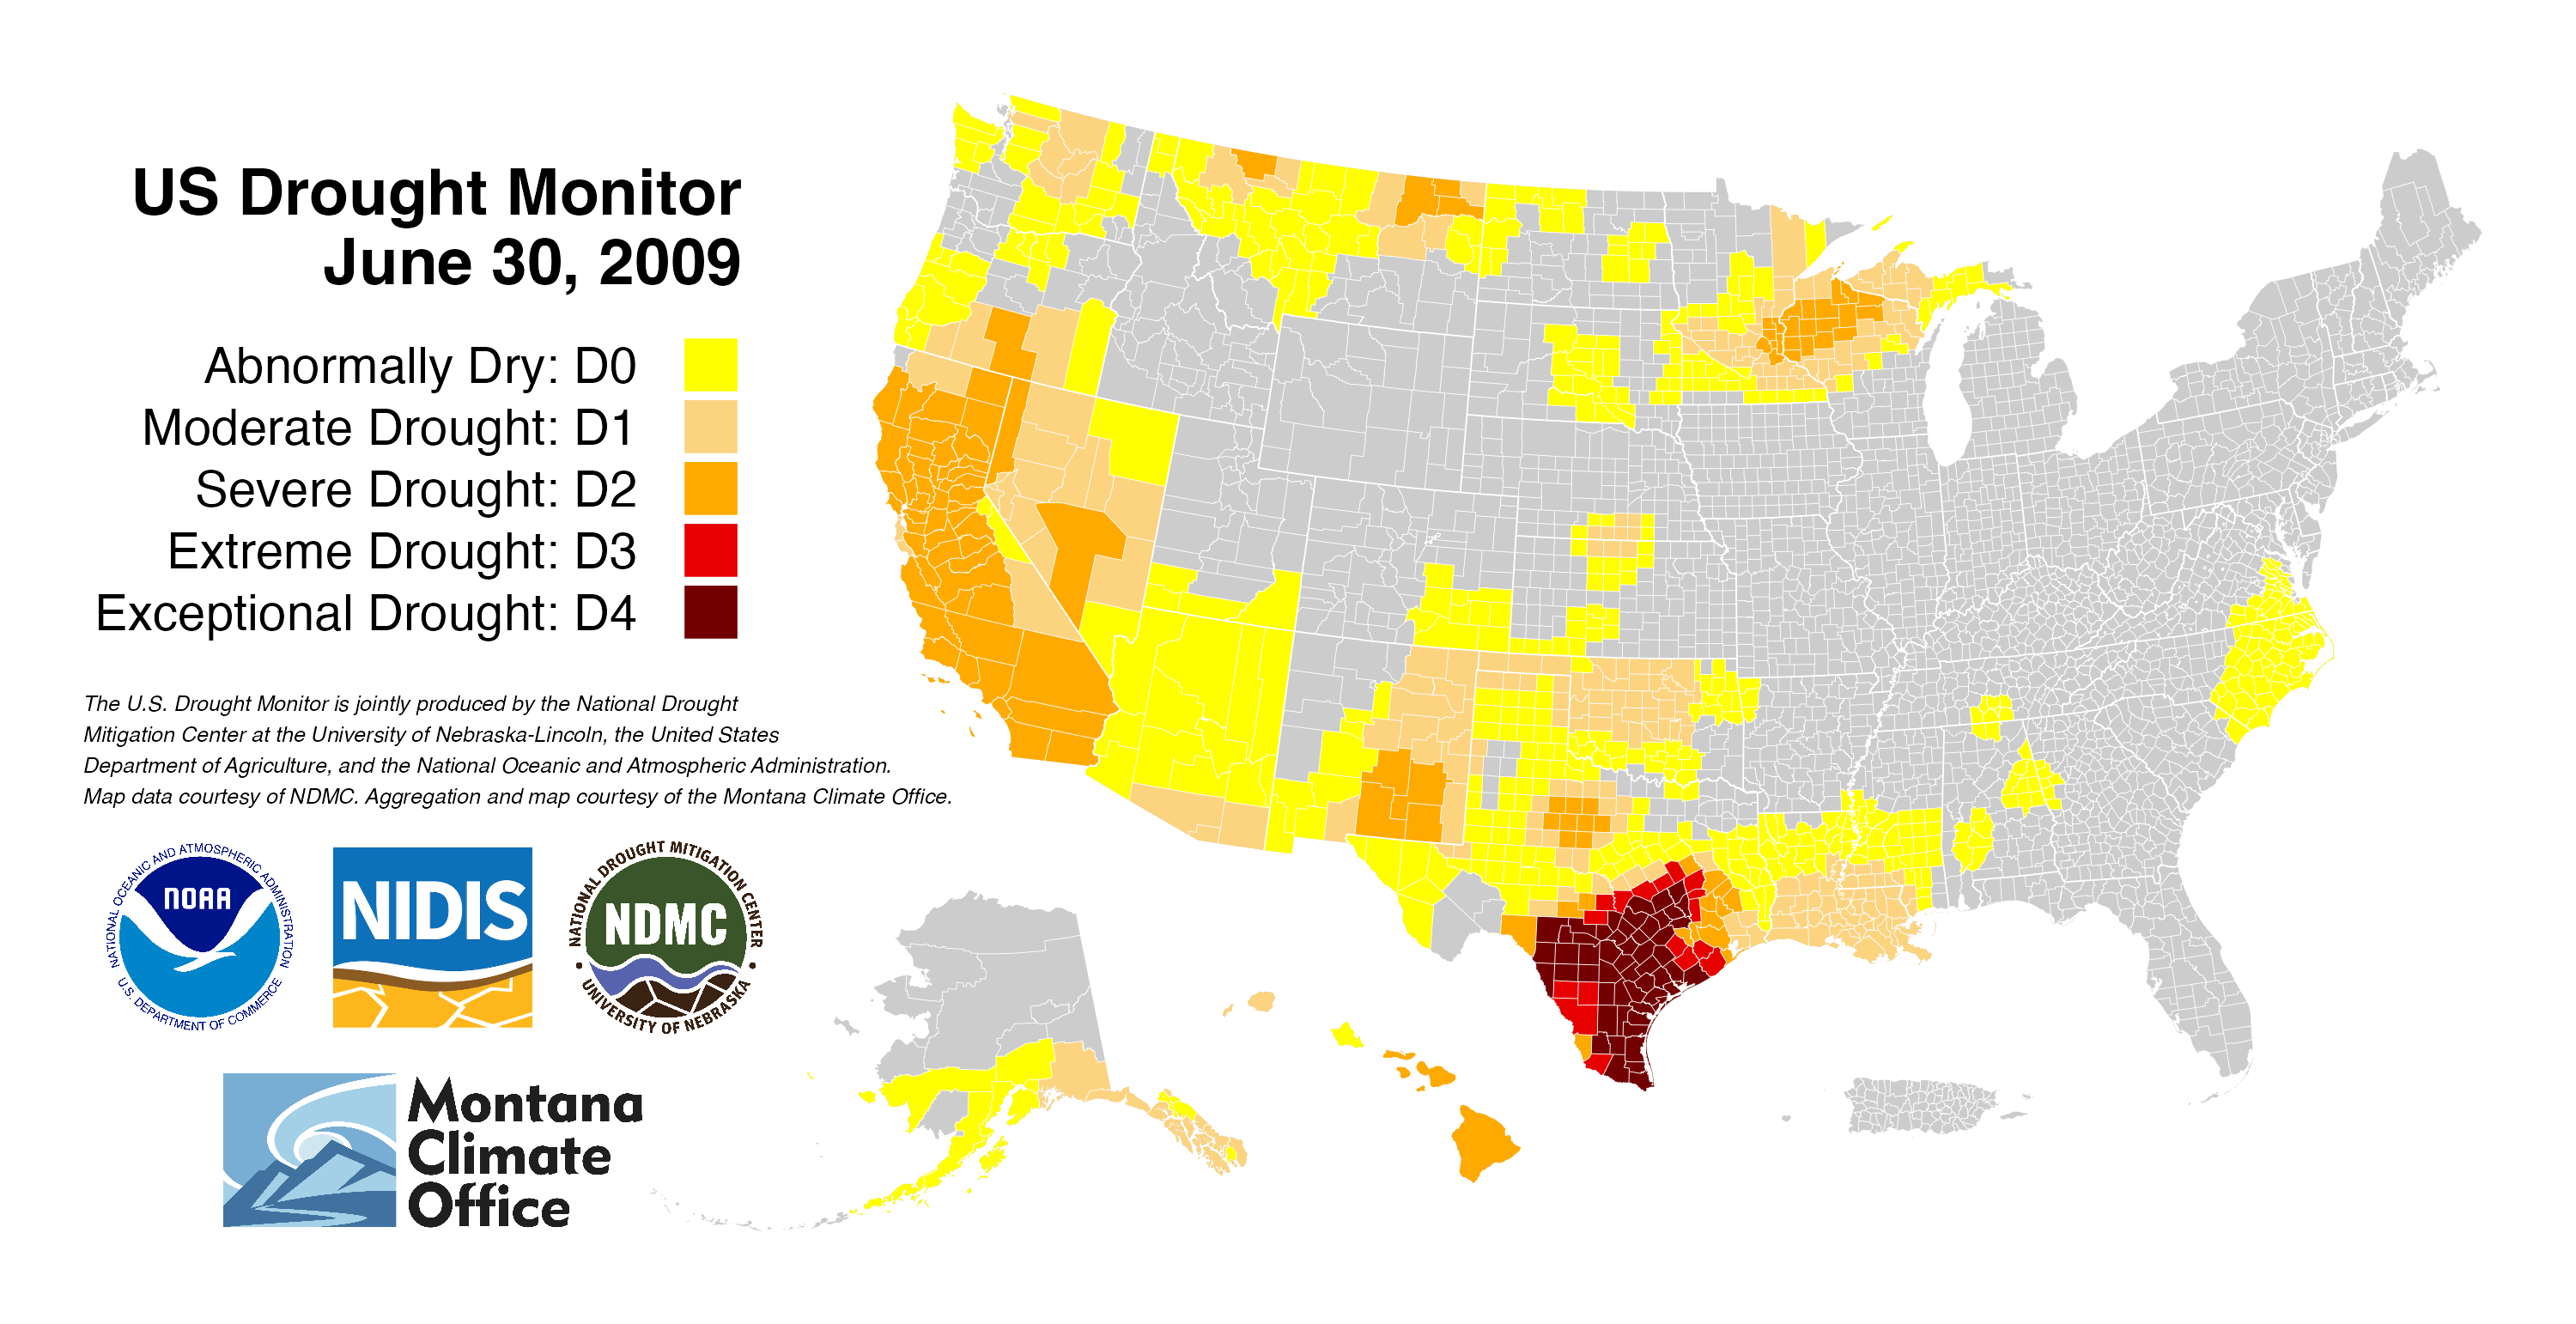 US Drought Monitor
June 30, 2009
Abnormally Dry: D0
Moderate Drought: D1
Severe Drought: D2
Extreme Drought: D3
Exceptional Drought: D4
The U.S. Drought Monitor is jointly produced by the National Drought
Mitigation Center at the University of Nebraska-Lincoln, the United States
Department of Agriculture, and the National Oceanic and Atmospheric Administration.
Map data courtesy of NDMC. Aggregation and map courtesy of the Montana Climate Office.
NATIONAL OCEANIC AND ATMOSPHERIC ADMINISTRATION
NOAA
U.S. DEPARTMENT OF COMMERCE
NIDIS
NATIONAL DROUGHT MITIGATION CENTER
NDMC
UNIVERSITY OF NEBRASKA
Montana
Climate
Office